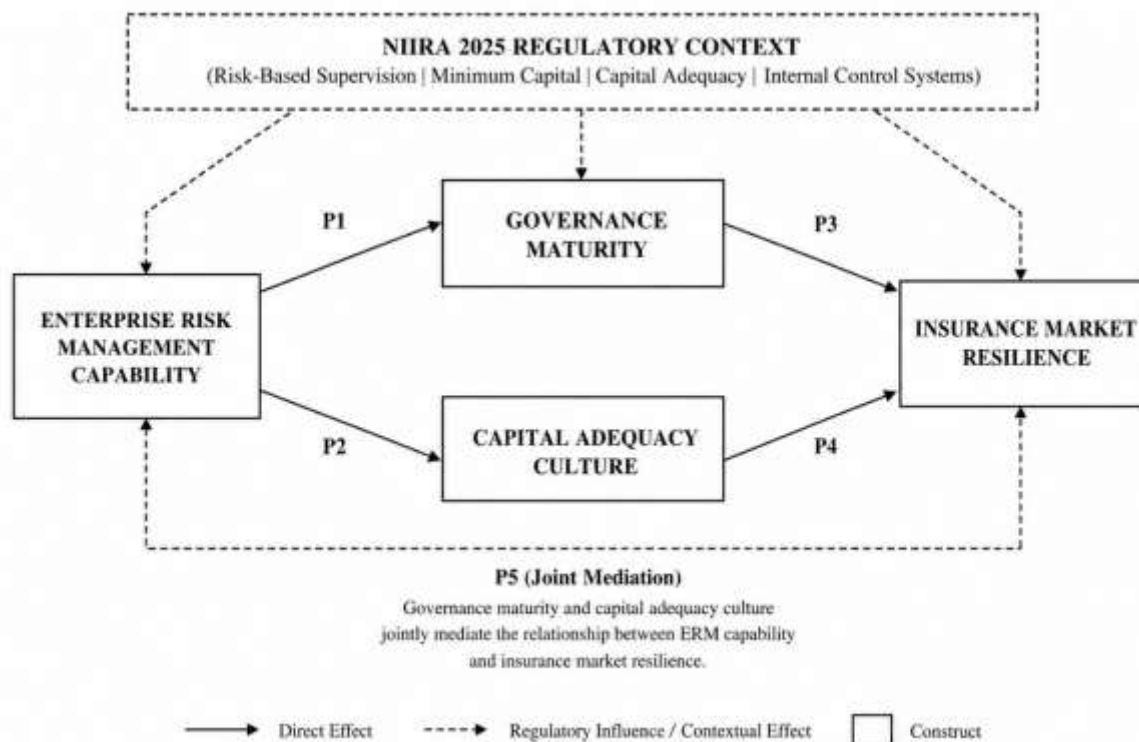 NIIRA 2025 REGULATORY CONTEXT
(Risk-Based Supervision | Minimum Capital | Capital Adequacy | Internal Control Systems)
P1
GOVERNANCE
MATURITY
P3
ENTERPRISE RISK
MANAGEMENT
CAPABILITY
INSURANCE MARKET
RESILIENCE
P2
CAPITAL ADEQUACY
CULTURE
P4
P5 (Joint Mediation)
Governance maturity and capital adequacy culture
jointly mediate the relationship between ERM capability
and insurance market resilience.
Direct Effect
Regulatory Influence / Contextual Effect
Construct